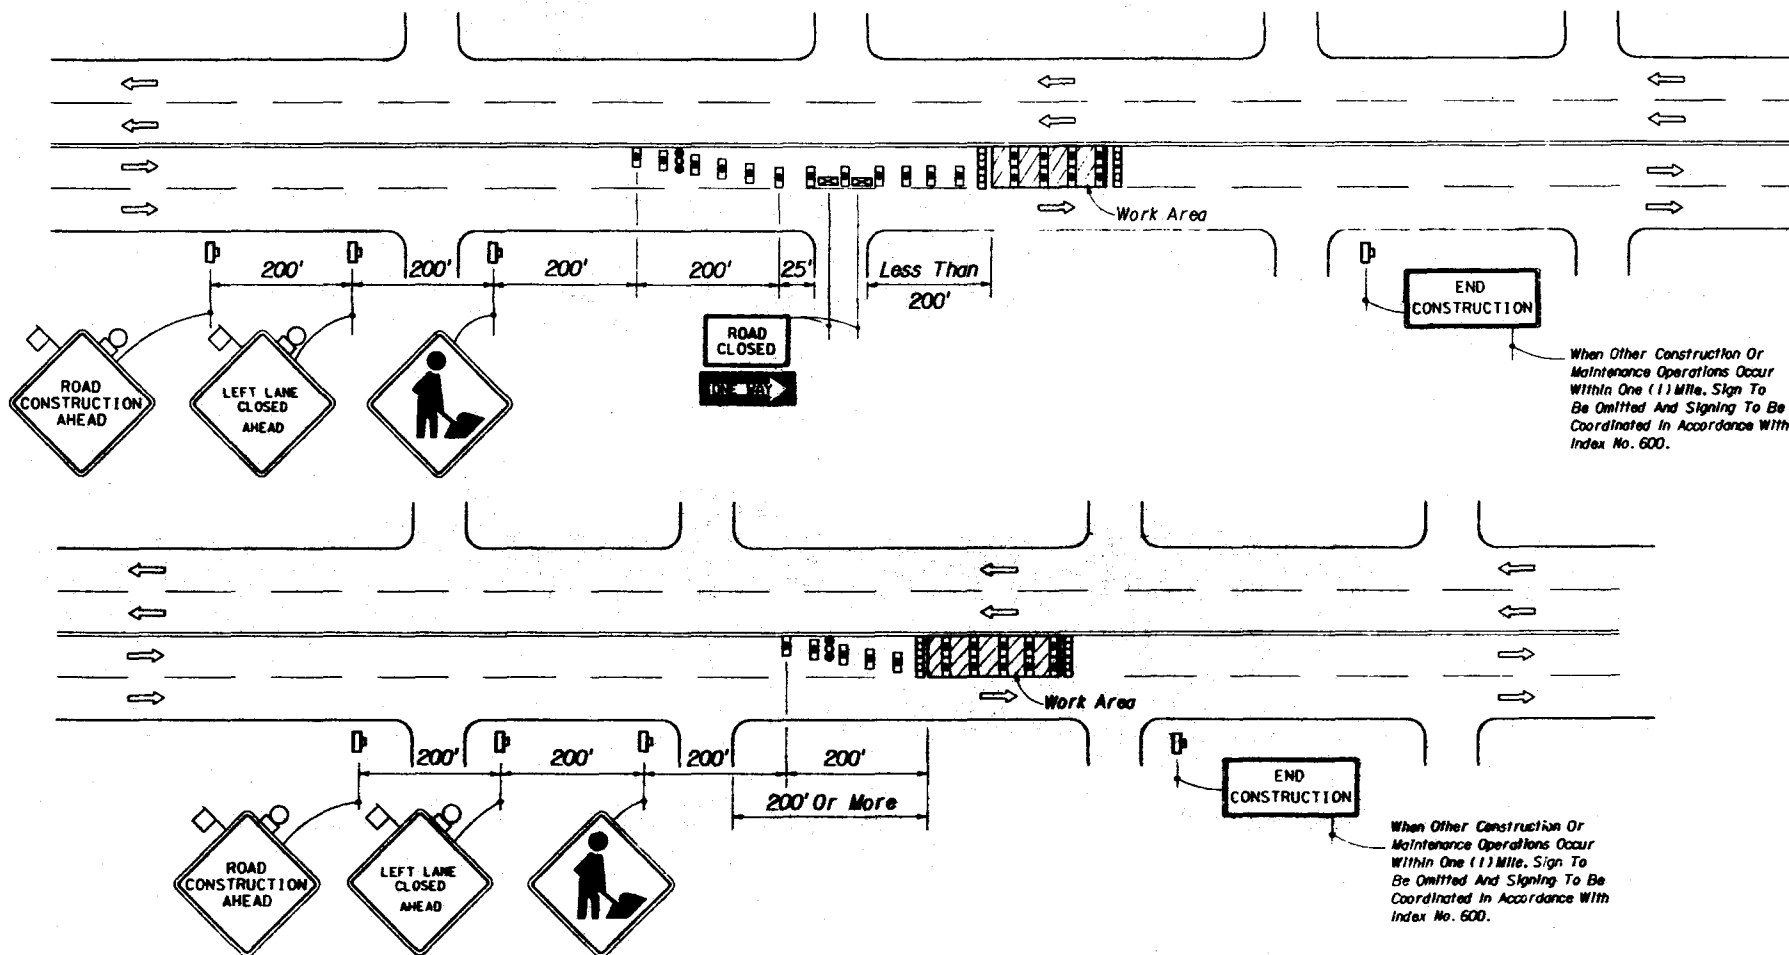 Work Area
200'
200'
200'
200'
25'
Less Than
200'
ROAD
CONSTRUCTION
AHEAD
LEFT LANE
CLOSED
AHEAD
ROAD
CLOSED
ONE WAY
END
CONSTRUCTION
When Other Construction Or
Maintenance Operations Occur
Within One (1) Mile. Sign To
Be Omitted And Signing To Be
Coordinated In Accordance With
Index No. 600.
Work Area
200'
200'
200'
200'
200' Or More
ROAD
CONSTRUCTION
AHEAD
LEFT LANE
CLOSED
AHEAD
END
CONSTRUCTION
When Other Construction Or
Maintenance Operations Occur
Within One (1) Mile. Sign To
Be Omitted And Signing To Be
Coordinated In Accordance With
Index No. 600.